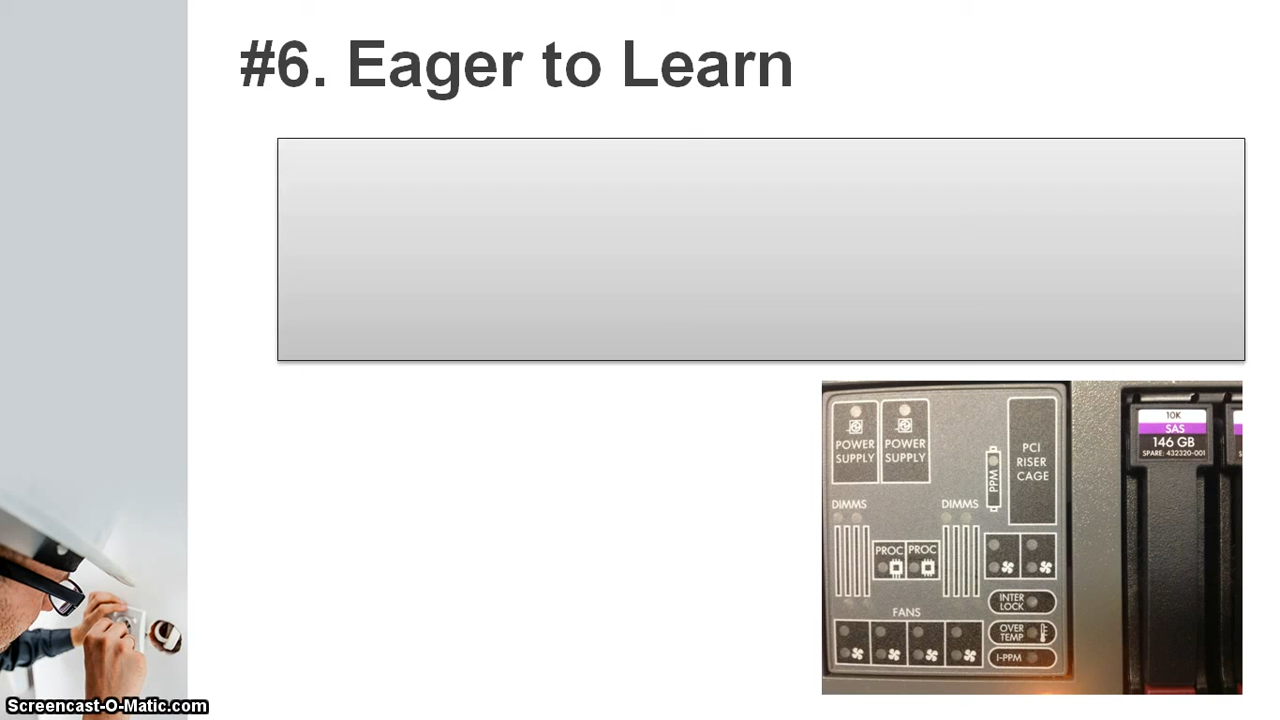 #6. Eager to Learn
POWER SUPPLY
POWER SUPPLY
PPM
PCI RISER CAGE
10K
SAS
146 GB
SPARE: 432320-001
DIMMS
DIMMS
PROC
PROC
INTER LOCK
FANS
OVER TEMP
I-PPM
Screencast-O-Matic.com